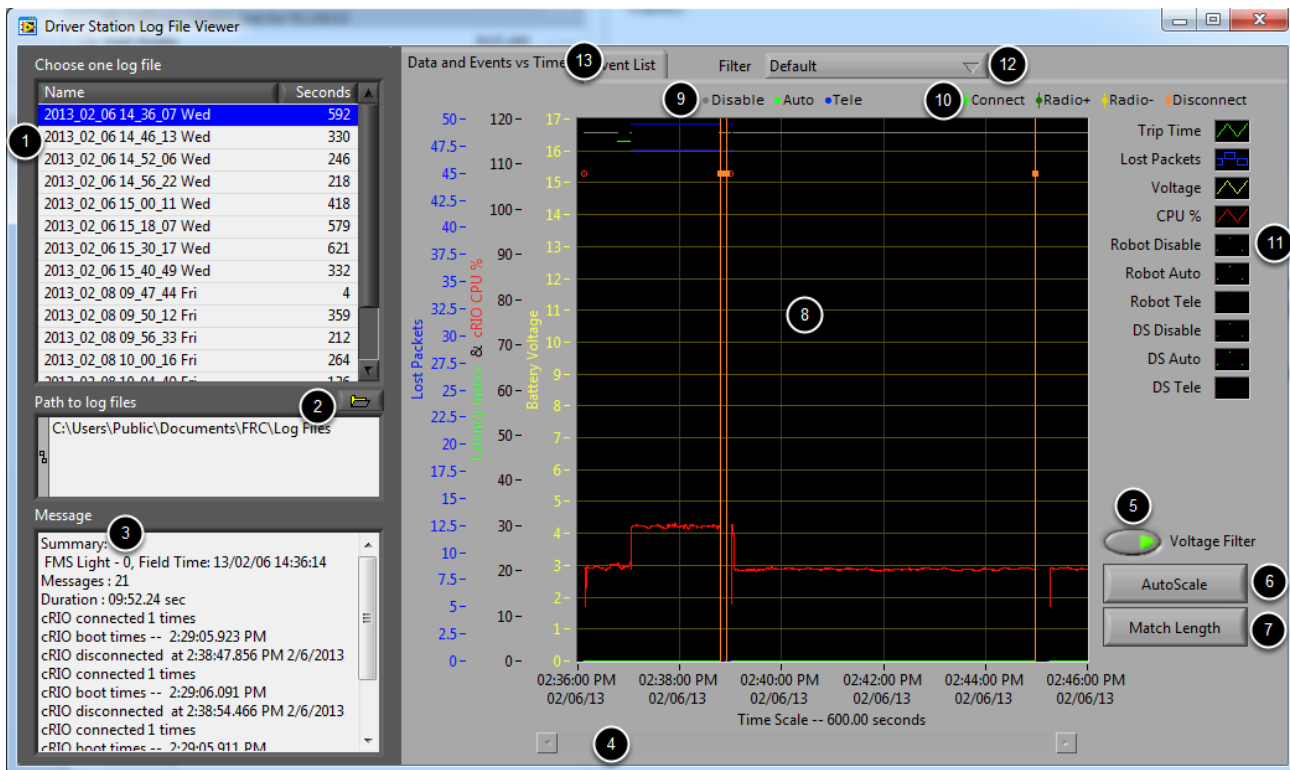 Driver Station Log File Viewer
Choose one log file
Name Seconds
2013_02_06 14_36_07 Wed 592
2013_02_06 14_46_13 Wed 330
2013_02_06 14_52_06 Wed 246
2013_02_06 14_56_22 Wed 218
2013_02_06 15_00_11 Wed 418
2013_02_06 15_18_07 Wed 579
2013_02_06 15_30_17 Wed 621
2013_02_06 15_40_49 Wed 332
2013_02_08 09_47_44 Fri 4
2013_02_08 09_50_12 Fri 359
2013_02_08 09_56_33 Fri 212
2013_02_08 10_00_16 Fri 264
2013_02_08 10_04_40 Fri 126
1
Path to log files
2
C:\Users\Public\Documents\FRC\Log Files
Message
3
Summary:
FMS Light - 0, Field Time: 13/02/06 14:36:14
Messages : 21
Duration : 09:52.24 sec
cRIO connected 1 times
cRIO boot times -- 2:29:05.923 PM
cRIO disconnected at 2:38:47.856 PM 2/6/2013
cRIO connected 1 times
cRIO boot times -- 2:29:06.091 PM
cRIO disconnected at 2:38:54.466 PM 2/6/2013
cRIO connected 1 times
cRIO boot times -- 2:29:05.911 PM
Data and Events vs Time 13 vent List
Filter Default 12
9 Disable Auto Tele
10 Connect Radio+ Radio- Disconnect
Lost Packets
50
47.5
45
42.5
40
37.5
35
32.5
30
27.5
25
22.5
20
17.5
15
12.5
10
7.5
5
2.5
0
& cRIO CPU %
120
110
100
90
80
70
60
50
40
30
20
10
0
Battery Voltage
17
16
15
14
13
12
11
10
9
8
7
6
5
4
3
2
1
0
8
02:36:00 PM 02:38:00 PM 02:40:00 PM 02:42:00 PM 02:44:00 PM 02:46:00 PM
02/06/13 02/06/13 02/06/13 02/06/13 02/06/13 02/06/13
Time Scale -- 600.00 seconds
4
Trip Time
Lost Packets
Voltage
CPU %
Robot Disable
11
Robot Auto
Robot Tele
DS Disable
DS Auto
DS Tele
5
Voltage Filter
AutoScale 6
Match Length 7